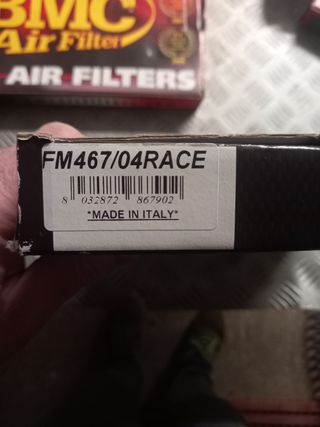 BMC
Air Filter
AIR FILTERS
FM467/04RACE
8 032872 867902
*MADE IN ITALY*